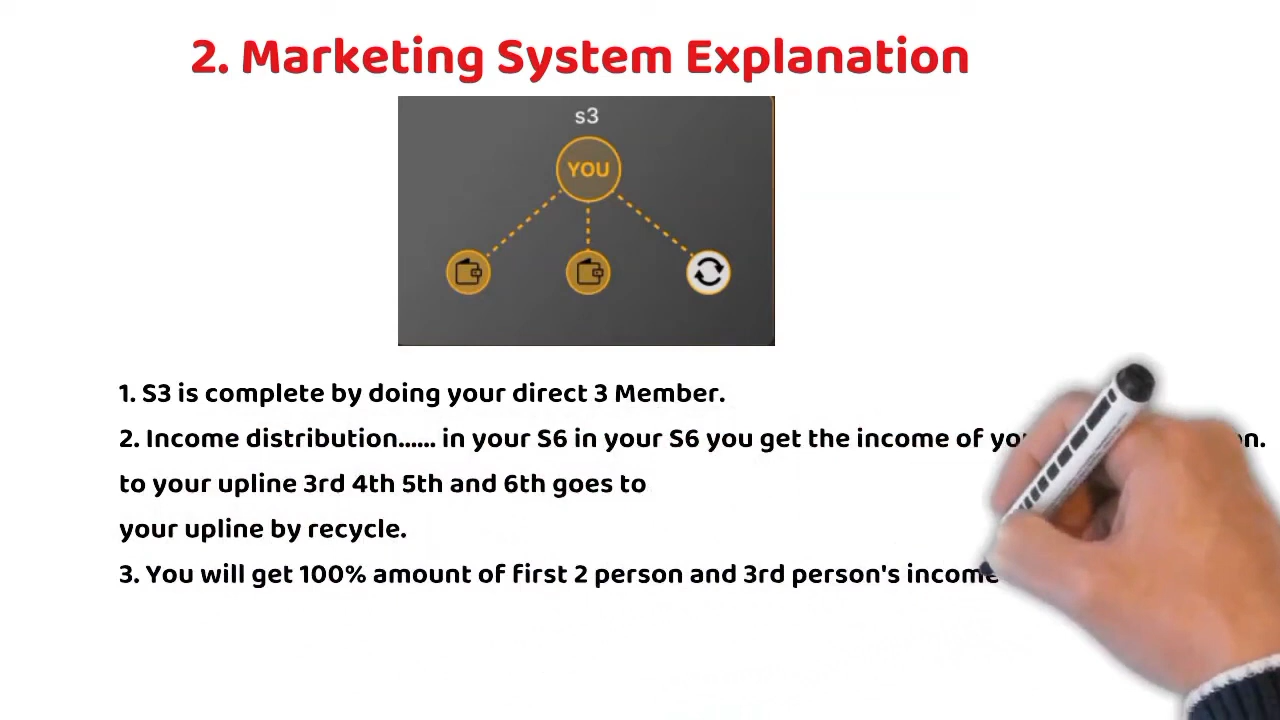 2. Marketing System Explanation
s3
YOU
1. S3 is complete by doing your direct 3 Member.
2. Income distribution...... in your S6 in your S6 you get the income of
to your upline 3rd 4th 5th and 6th goes to
your upline by recycle.
3. You will get 100% amount of first 2 person and 3rd person's income